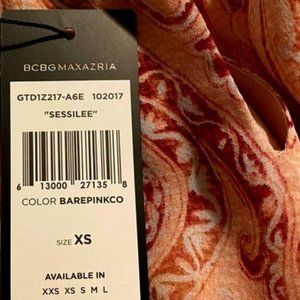 BCBGMAXAZRIA
GTD1Z217-A6E 102017
"SESSILEE"
6 13000 27135 8
COLOR BAREPINKCO
SIZE XS
AVAILABLE IN
XXS XS S M L